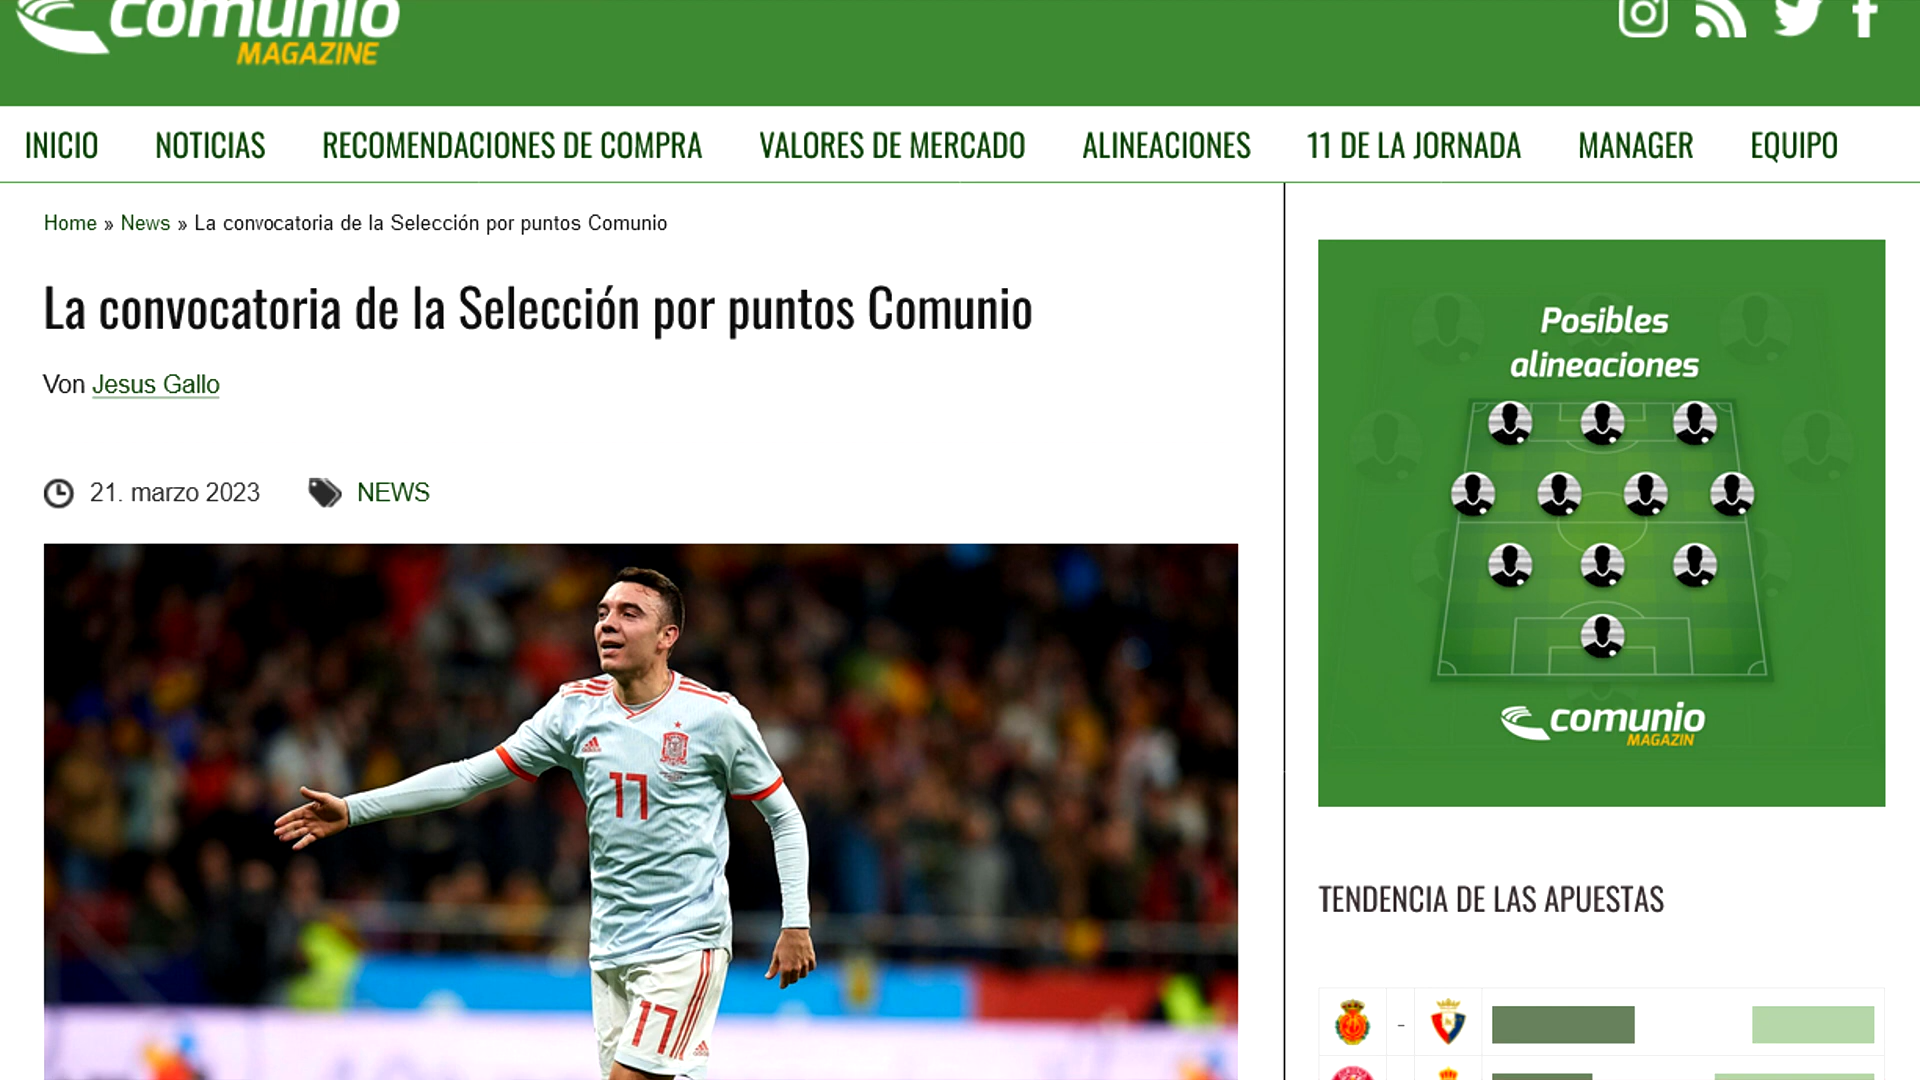 comunio
MAGAZINE
INICIO NOTICIAS RECOMENDACIONES DE COMPRA VALORES DE MERCADO ALINEACIONES 11 DE LA JORNADA MANAGER EQUIPO
Home » News » La convocatoria de la Selección por puntos Comunio
La convocatoria de la Selección por puntos Comunio
Von Jesus Gallo
21. marzo 2023 NEWS
adidas
17
17
Posibles
alineaciones
comunio
MAGAZIN
TENDENCIA DE LAS APUESTAS
-